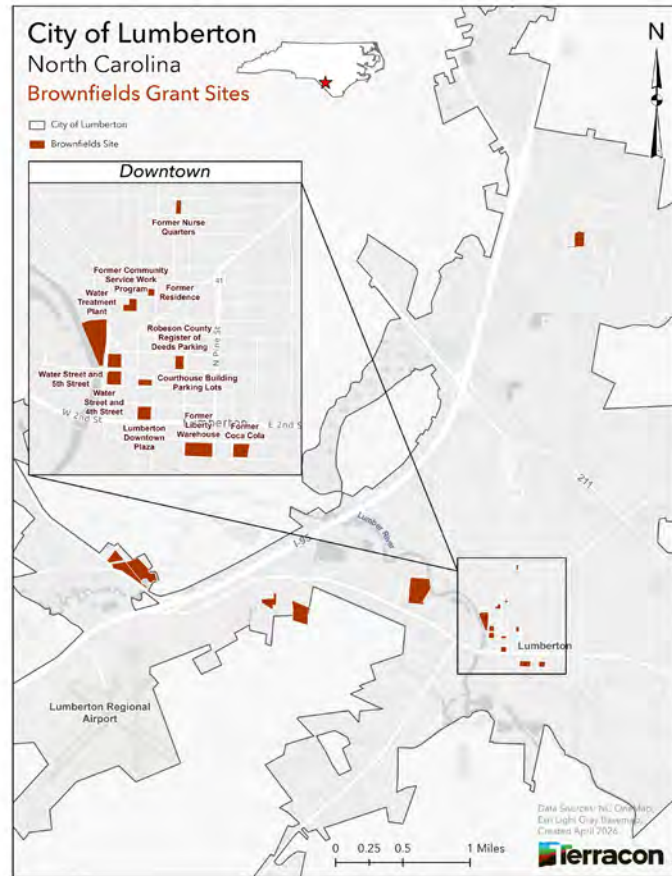 City of Lumberton
North Carolina
Brownfields Grant Sites
City of Lumberton
Brownfields Site
N
Downtown
Former Nurse
Quarters
Former Community
Service Work
Program
Former
Residence
41
Water
Treatment
Plant
Robeson County
Register of
Deeds Parking
N Pine St
Water Street and
5th Street
Courthouse Building
Parking Lots
Water
Street and
4th Street
W 2nd St
Lumberton
Downtown
Plaza
Former
Liberty
Warehouse
Lumberton
Former
Coca Cola
E 2nd St
211
I-95
Lumber River
Lumberton
Lumberton Regional
Airport
0 0.25 0.5 1 Miles
Data Sources: NC OneMap,
Esri Light Gray Basemap,
Created April 2026
Terracon